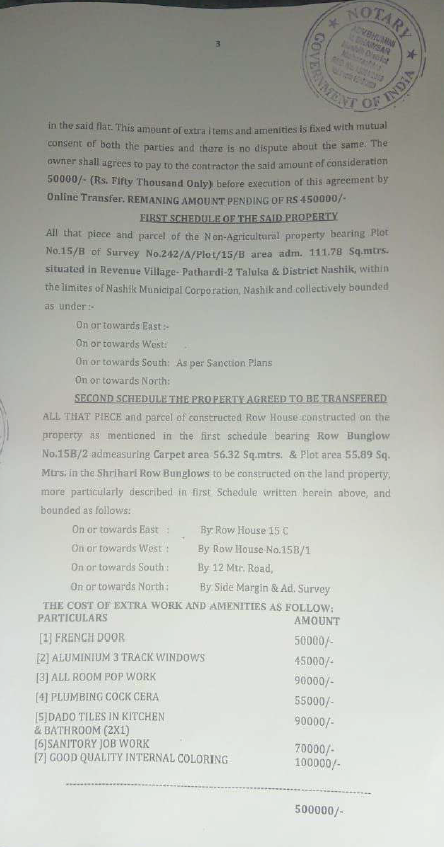 3
NOTARY
GOVERNMENT OF INDIA
in the said flat. This amount of extra items and amenities is fixed with mutual
consent of both the parties and there is no dispute about the same. The
owner shall agrees to pay to the contractor the said amount of consideration
50000/- (Rs. Fifty Thousand Only) before execution of this agreement by
Online Transfer. REMANING AMOUNT PENDING OF RS 450000/-
FIRST SCHEDULE OF THE SAID PROPERTY
All that piece and parcel of the Non-Agricultural property bearing Plot
No.15/B of Survey No.242/A/Plot/15/B area adm. 111.78 Sq.mtrs.
situated in Revenue Village- Pathardi-2 Taluka & District Nashik, within
the limites of Nashik Municipal Corporation, Nashik and collectively bounded
as under :-
On or towards East :-
On or towards West:
On or towards South: As per Sanction Plans
On or towards North:
SECOND SCHEDULE THE PROPERTY AGREED TO BE TRANSFERED
ALL THAT PIECE and parcel of constructed Row House constructed on the
property as mentioned in the first schedule bearing Row Bunglow
No.15B/2 admeasuring Carpet area 56.32 Sq.mtrs. & Plot area 55.89 Sq.
Mtrs. in the Shrihari Row Bunglows to be constructed on the land property,
more particularly described in first Schedule written herein above, and
bounded as follows:
On or towards East : By Row House 15 C
On or towards West : By Row House No.15B/1
On or towards South : By 12 Mtr. Road,
On or towards North : By Side Margin & Ad. Survey
THE COST OF EXTRA WORK AND AMENITIES AS FOLLOW:
PARTICULARS AMOUNT
[1] FRENCH DOOR 50000/-
[2] ALUMINIUM 3 TRACK WINDOWS 45000/-
[3] ALL ROOM POP WORK 90000/-
[4] PLUMBING COCK CERA 55000/-
[5]DADO TILES IN KITCHEN 90000/-
& BATHROOM (2X1)
[6]SANITORY JOB WORK 70000/-
[7] GOOD QUALITY INTERNAL COLORING 100000/-
500000/-